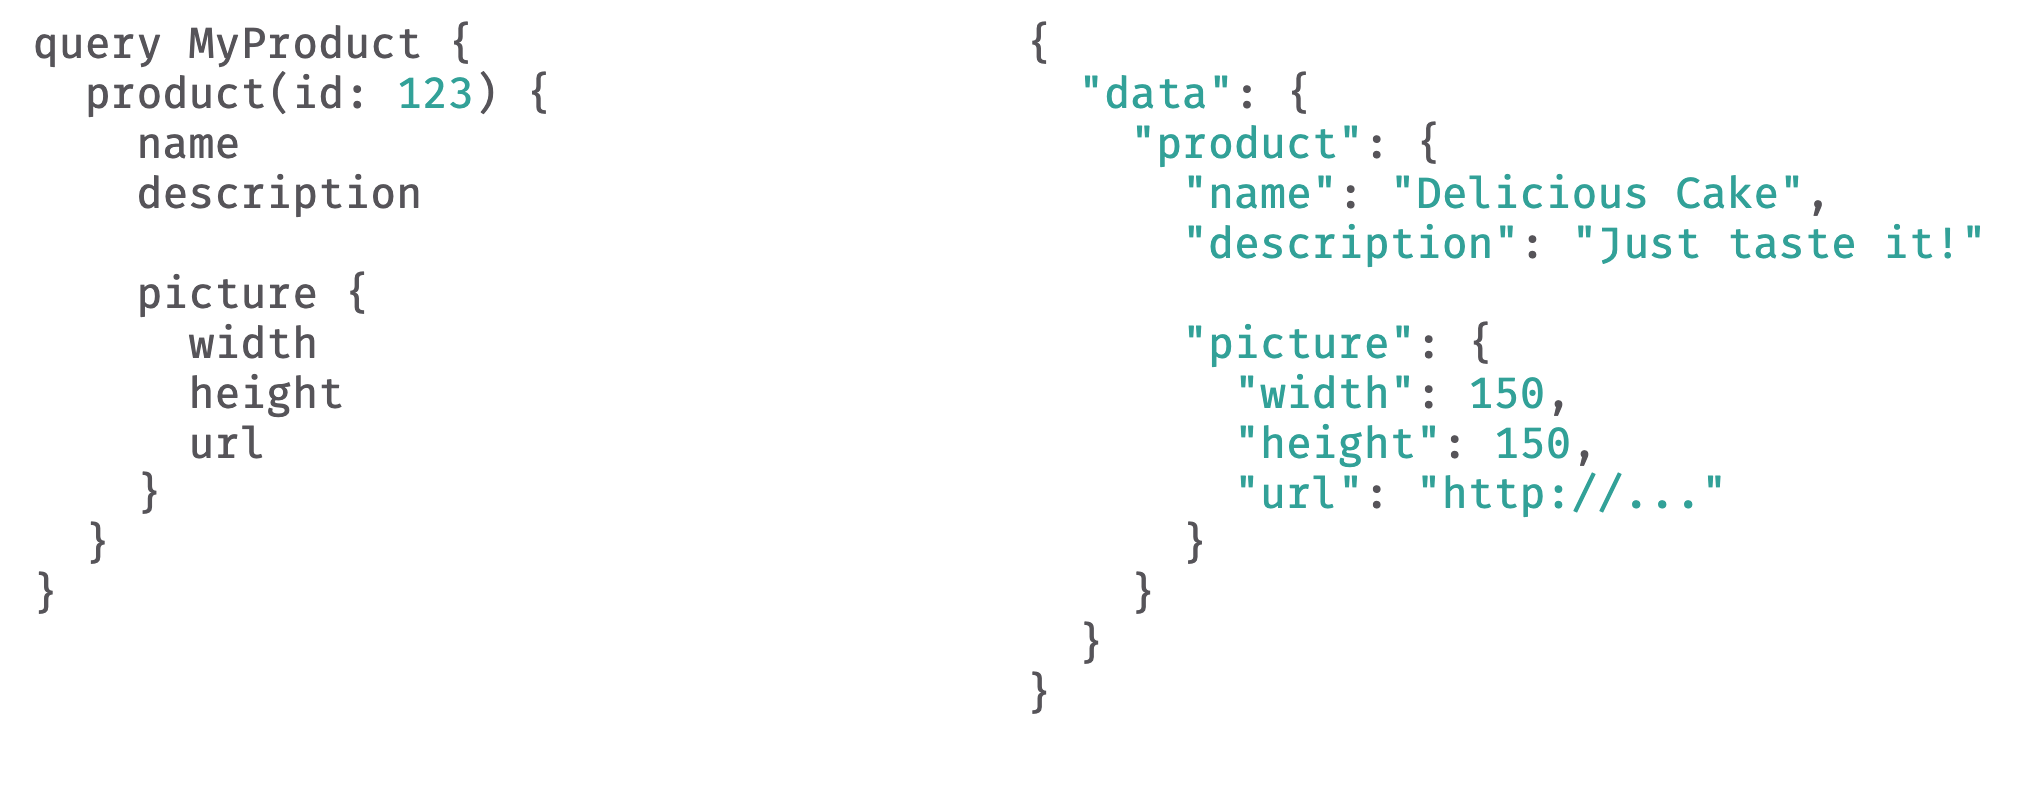 query MyProduct {
  product(id: 123) {
    name
    description

    picture {
      width
      height
      url
    }
  }
}
{
  "data": {
    "product": {
      "name": "Delicious Cake",
      "description": "Just taste it!"

      "picture": {
        "width": 150,
        "height": 150,
        "url": "http://..."
      }
    }
  }
}